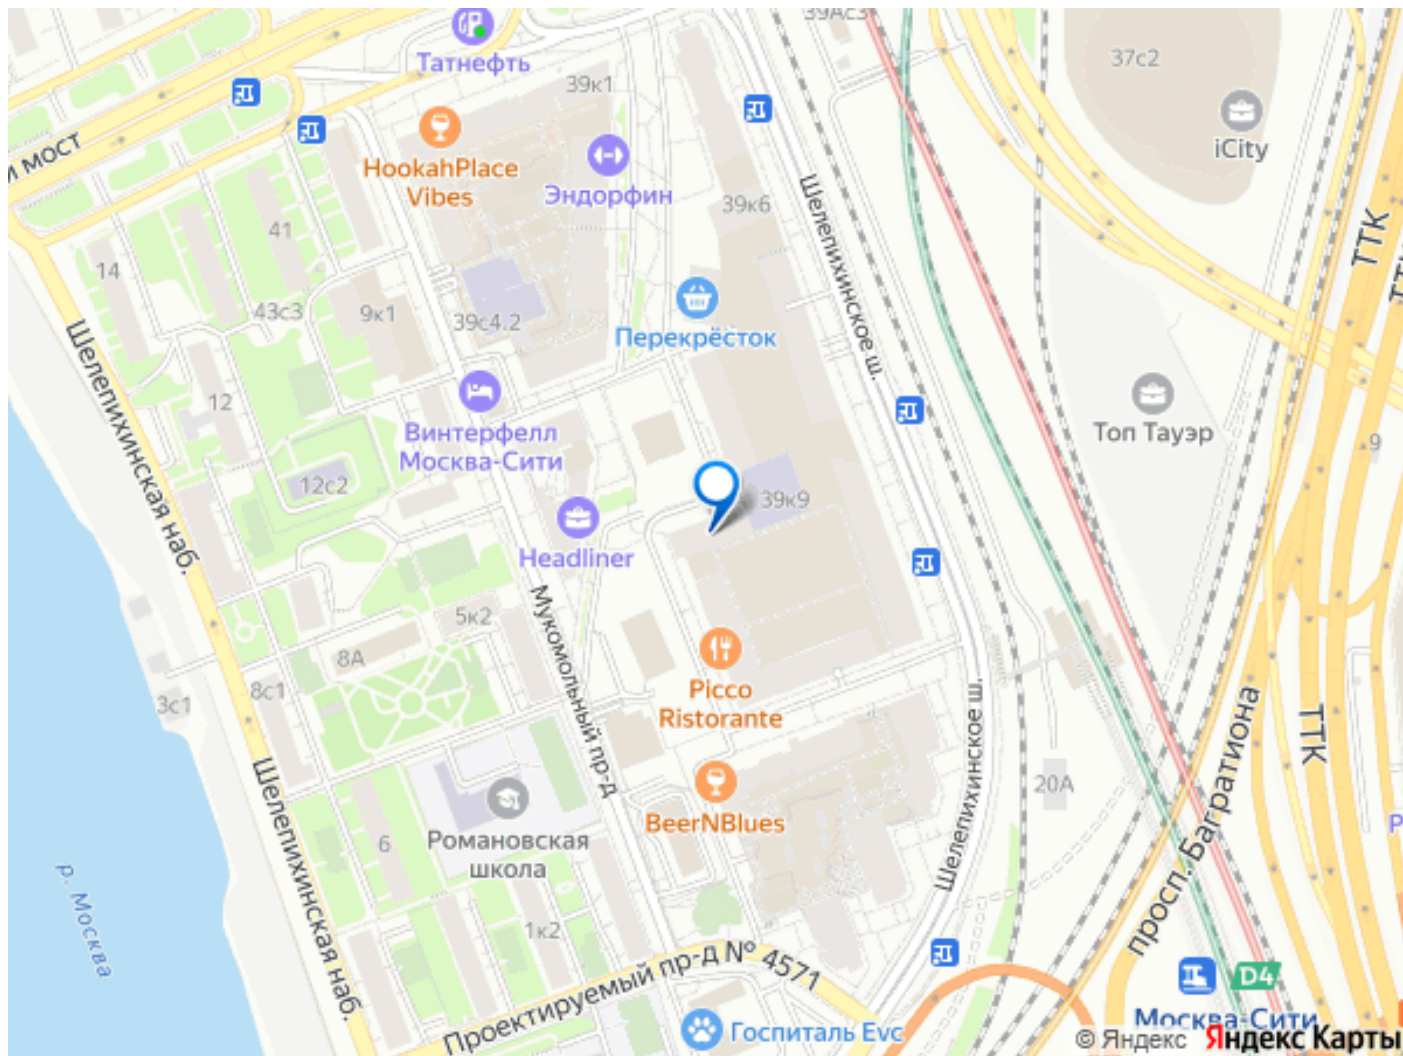 39Ас3
Татнефть
37с2
39к1
iCity
HookahPlace
Vibes
Эндорфин
и мост
39к6
Шелепихинское ш.
ТТК
41
14
43с3
9к1
39с4.2
Перекрёсток
Шелепихинская наб.
12
Винтерфелл
Москва-Сити
Топ Тауэр
9
12с2
39к9
Headliner
Мукомольный пр-д
5к2
8А
8с1
3с1
Picco
Ristorante
Шелепихинское ш.
ТТК
просп. Багратиона
20А
BeerNBlues
Шелепихинская наб.
6
Романовская
школа
р. Москва
1к2
Проектируемый пр-д № 4571
D4
Москва-Сити
Госпиталь Evc
© Яндекс Яндекс Карты